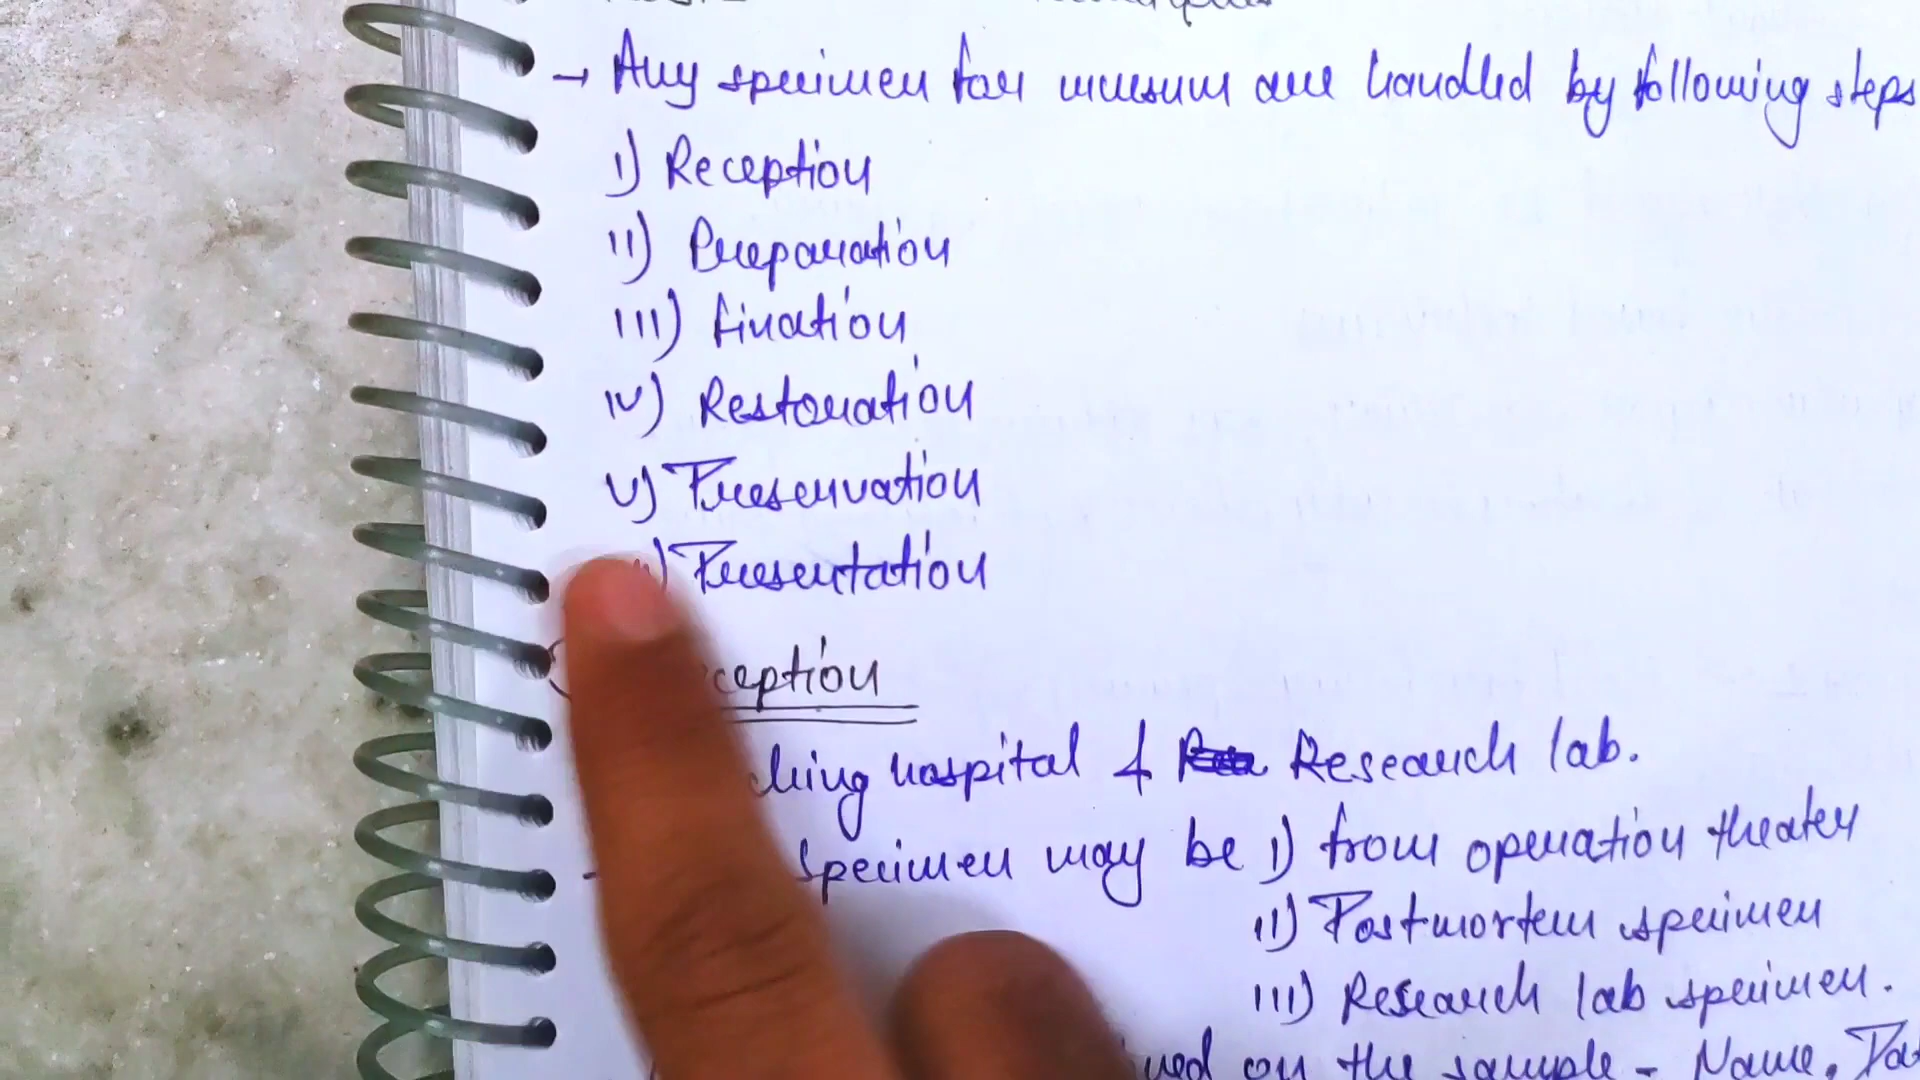 → Any specimen for musum are handled by following steps
I) Reception
II) Preparation
III) fixation
IV) Restoration
V) Preservation
) Presentation
ception
ching hospital & Research lab.
specimen may be I) from operation theater
II) Postmortem specimen
III) Research lab specimen.
on the sample - Name,